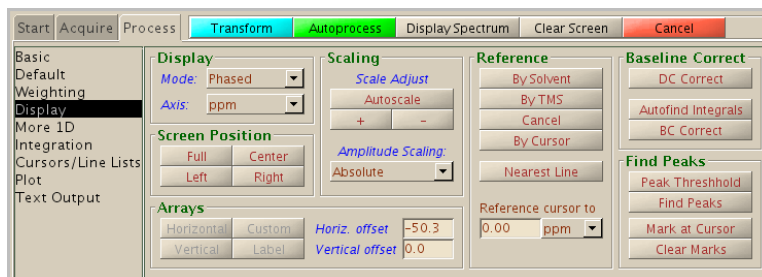 Start Acquire Process Transform Autoprocess Display Spectrum Clear Screen Cancel
Basic
Default
Weighting
Display
More 1D
Integration
Cursors/Line Lists
Plot
Text Output
Display
Mode: Phased
Axis: ppm
Screen Position
Full Center
Left Right
Scaling
Scale Adjust
Autoscale
+ -
Amplitude Scaling:
Absolute
Arrays
Horizontal Custom Horiz. offset -50.3
Vertical Label Vertical offset 0.0
Reference
By Solvent
By TMS
Cancel
By Cursor
Nearest Line
Reference cursor to
0.00 ppm
Baseline Correct
DC Correct
Autofind Integrals
BC Correct
Find Peaks
Peak Threshhold
Find Peaks
Mark at Cursor
Clear Marks